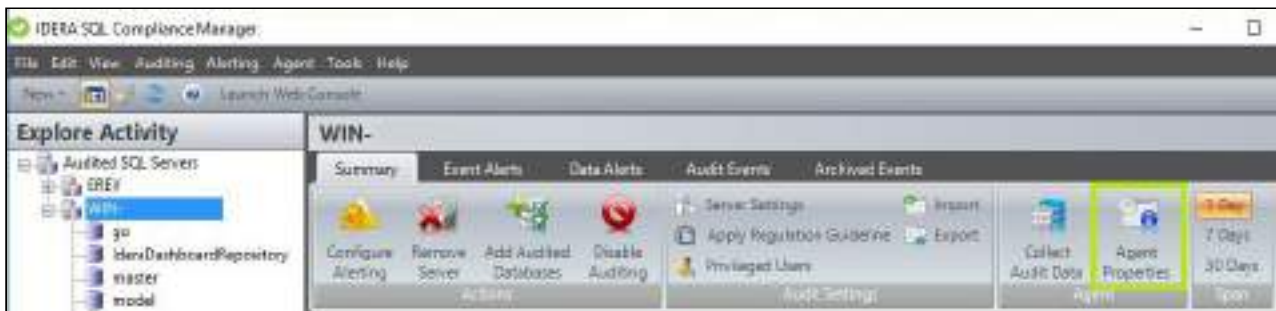 IDERA SQL Compliance Manager
File Edit View Auditing Alerting Agent Tools Help
New Launch Web Console
Explore Activity
WIN-
Audited SQL Servers
WIN-
go
IderaDashboardRepository
master
model
Summary Event Alerts Data Alerts Audit Events Archived Events
Configure Alerting
Remove Server
Add Audited Databases
Disable Auditing
Actions
Server Settings
Apply Regulation Guideline
Privileged Users
Import
Export
Audit Settings
Collect Audit Data
Agent Properties
Agent
1 Day
7 Days
30 Days
Span